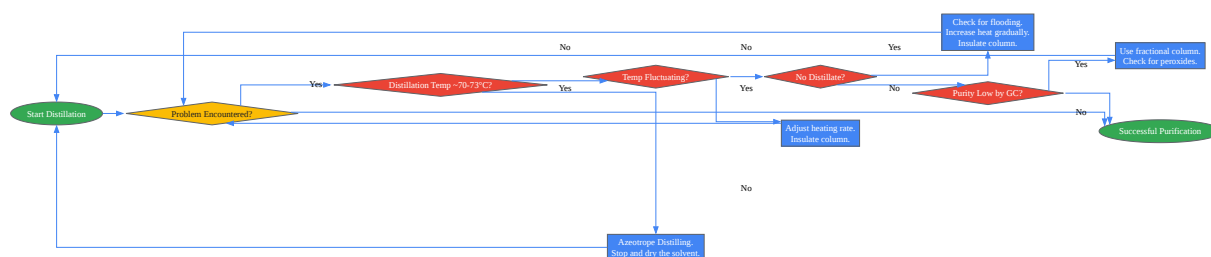 Check for flooding.
Increase heat gradually.
Insulate column.
No
No
Yes
Use fractional column.
Check for peroxides.
Yes
Temp Fluctuating?
No Distillate?
Yes
Distillation Temp ~70-73°C?
Yes
Yes
No
Purity Low by GC?
Start Distillation
Problem Encountered?
No
Adjust heating rate.
Insulate column.
Successful Purification
No
Azeotrope Distilling.
Stop and dry the solvent.